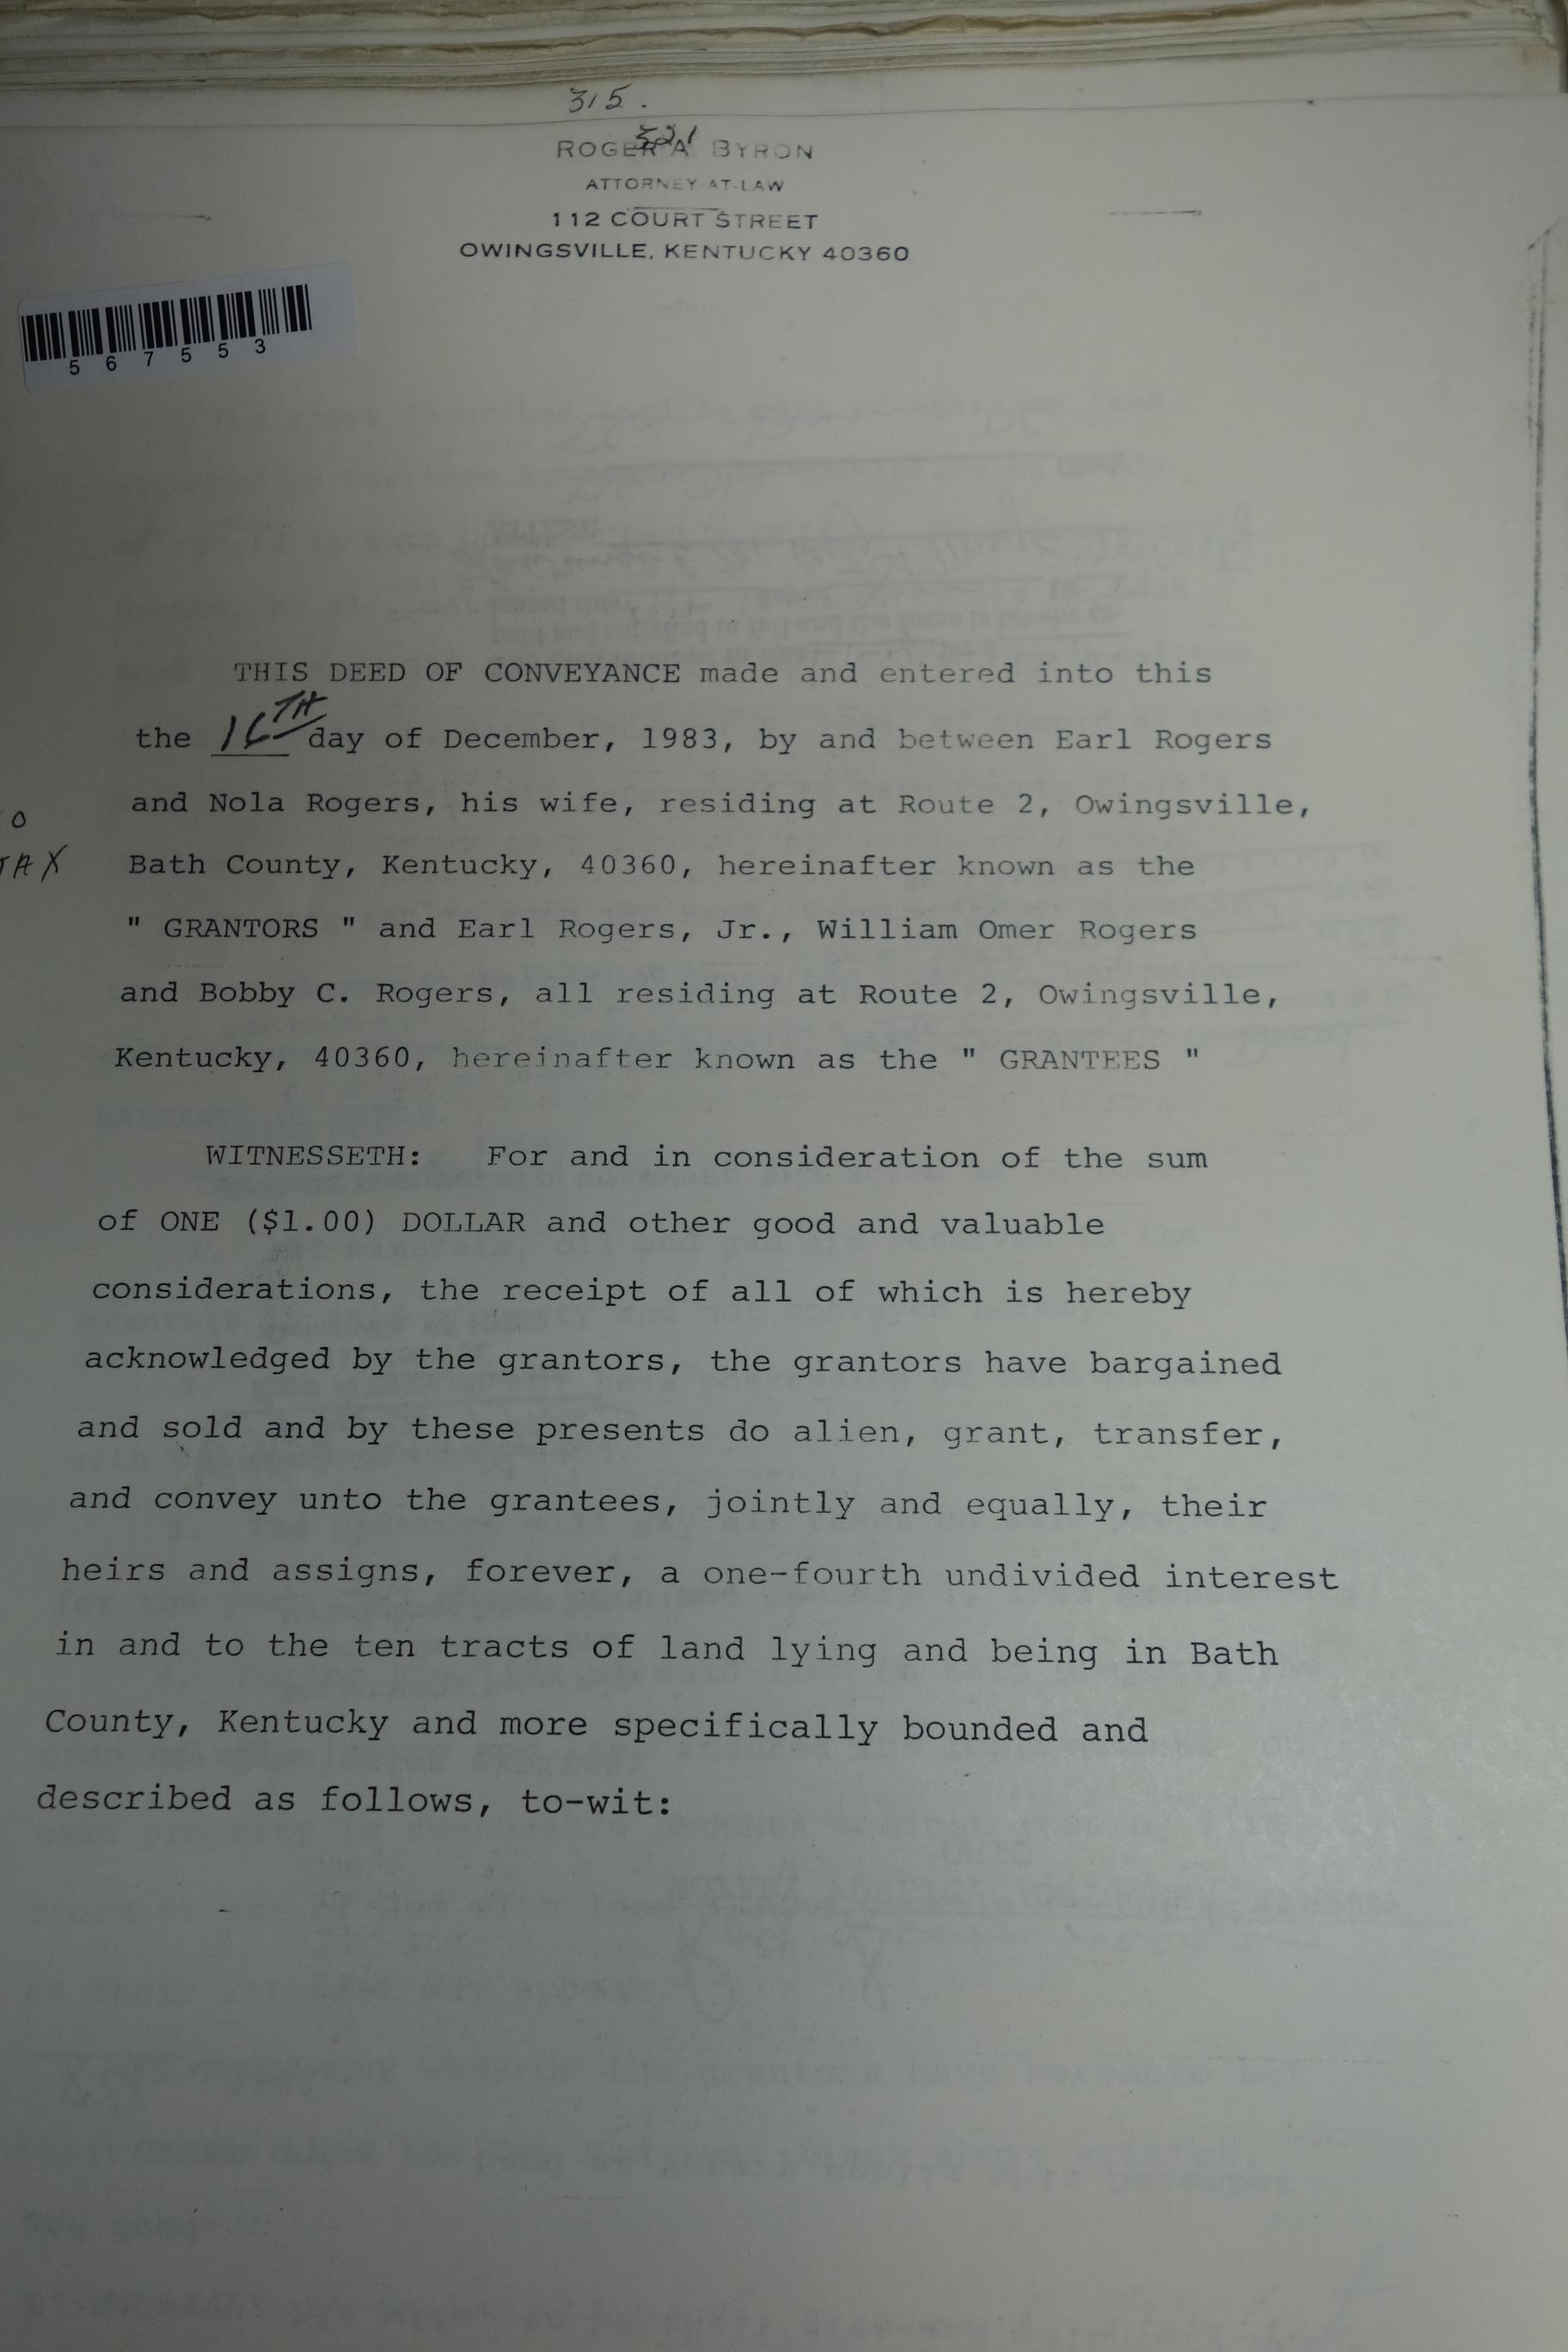 315.
321
ROGER A. BYRON
ATTORNEY-AT-LAW
112 COURT STREET
OWINGSVILLE, KENTUCKY 40360
567553
THIS DEED OF CONVEYANCE made and entered into this
the 16TH day of December, 1983, by and between Earl Rogers
and Nola Rogers, his wife, residing at Route 2, Owingsville,
O
TAX
Bath County, Kentucky, 40360, hereinafter known as the
" GRANTORS " and Earl Rogers, Jr., William Omer Rogers
and Bobby C. Rogers, all residing at Route 2, Owingsville,
Kentucky, 40360, hereinafter known as the " GRANTEES "
WITNESSETH: For and in consideration of the sum
of ONE ($1.00) DOLLAR and other good and valuable
considerations, the receipt of all of which is hereby
acknowledged by the grantors, the grantors have bargained
and sold and by these presents do alien, grant, transfer,
and convey unto the grantees, jointly and equally, their
heirs and assigns, forever, a one-fourth undivided interest
in and to the ten tracts of land lying and being in Bath
County, Kentucky and more specifically bounded and
described as follows, to-wit: